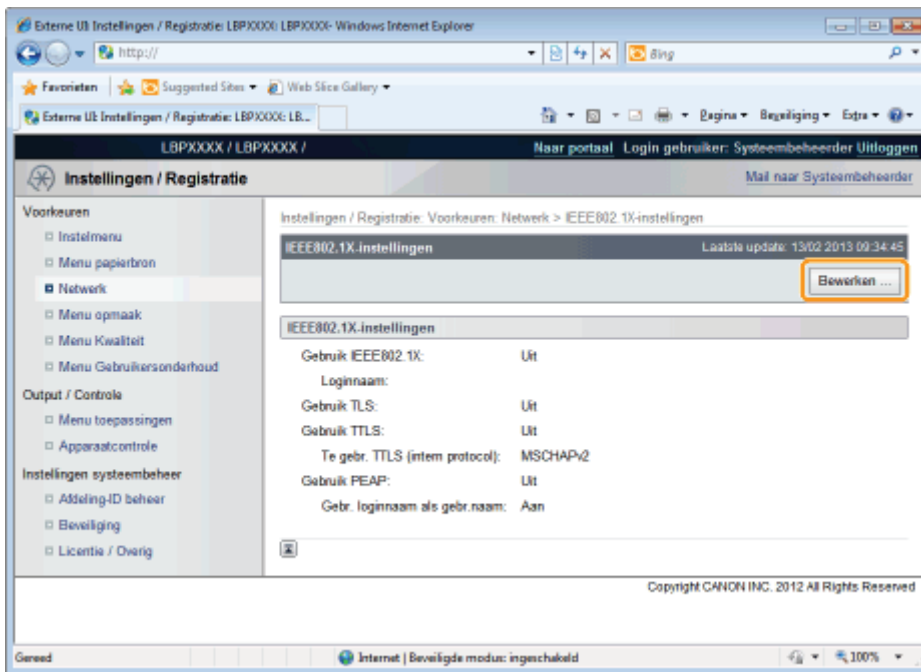 Externe UI: Instellingen / Registratie: LBPXXXX: LBPXXXX- Windows Internet Explorer
http://
Bing
Favorieten Suggested Sites Web Slice Gallery
Externe UI: Instellingen / Registratie: LBPXXXX: LB...
Pagina Beveiliging Extra
LBPXXXX / LBPXXXX /
Naar portaal Login gebruiker: Systeembeheerder Uitloggen
Instellingen / Registratie
Mail naar Systeembeheerder
Voorkeuren
Instelmenu
Menu papierbron
Netwerk
Menu opmaak
Menu Kwaliteit
Menu Gebruikersonderhoud
Output / Controle
Menu toepassingen
Apparaatcontrole
Instellingen systeembeheer
Afdeling-ID beheer
Beveiliging
Licentie / Overig
Instellingen / Registratie: Voorkeuren: Netwerk > IEEE802.1X-instellingen
IEEE802.1X-instellingen Laatste update: 13/02 2013 09:34:45
Bewerken ...
IEEE802.1X-instellingen
Gebruik IEEE802.1X: Uit
Loginnaam:
Gebruik TLS: Uit
Gebruik TTLS: Uit
Te gebr. TTLS (intern protocol): MSCHAPv2
Gebruik PEAP: Uit
Gebr. loginnaam als gebr.naam: Aan
Copyright CANON INC. 2012 All Rights Reserved
Gereed Internet | Beveiligde modus: ingeschakeld 100%